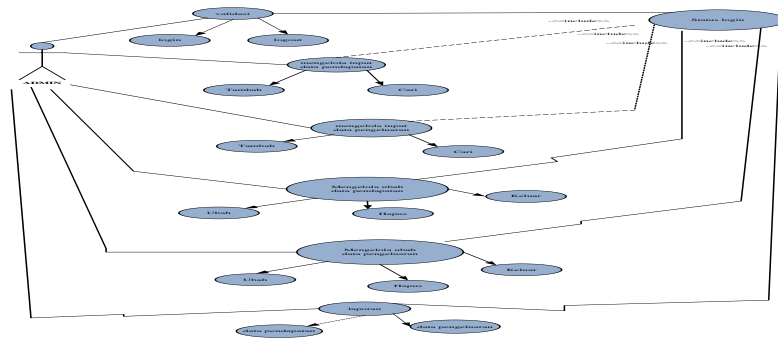 validasi
Status login
<<include>>
login
logout
<<include>>
<<include>>
<<include>>
<<include>>
mengelola input
data pendapatan
ADMIN
Tambah
Cari
mengelola input
data pengeluaran
Tambah
Cari
Mengelola ubah
data pendapatan
Keluar
Ubah
Hapus
Mengelola ubah
data pengeluaran
Keluar
Ubah
Hapus
laporan
data pendapatan
data pengeluaran